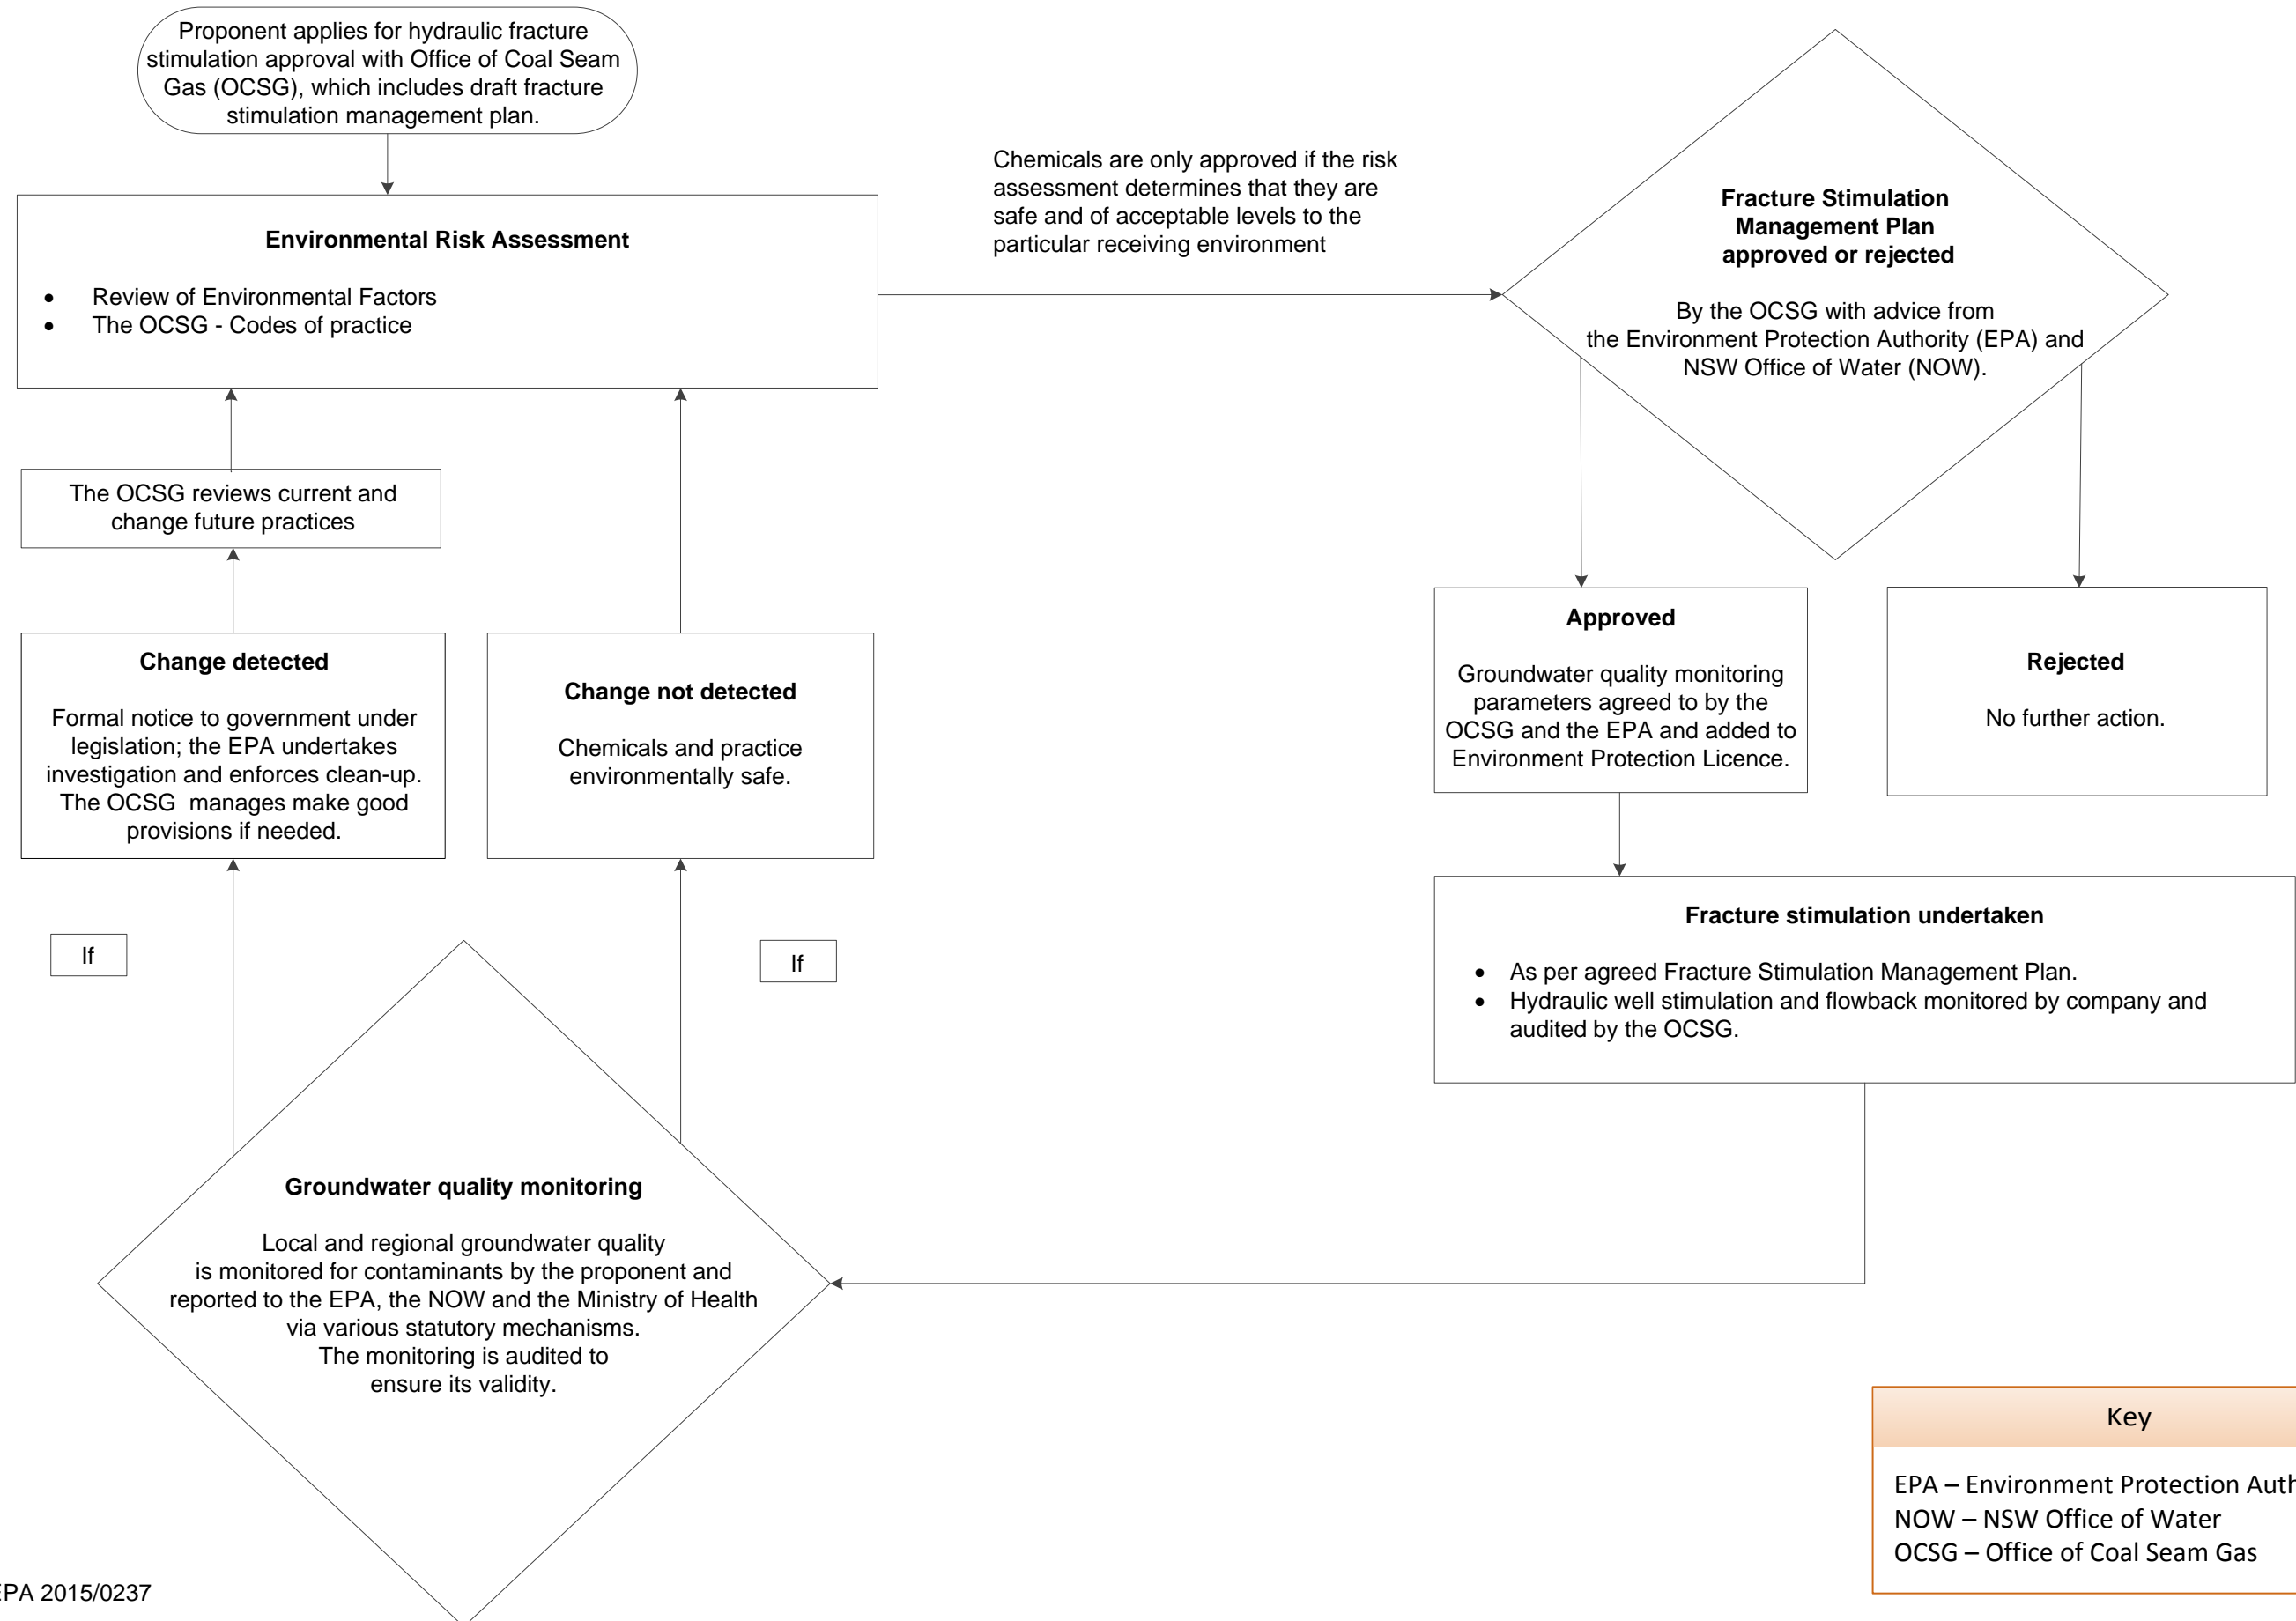 Proponent applies for hydraulic fracture
stimulation approval with Office of Coal Seam
Gas (OCSG), which includes draft fracture
stimulation management plan.
Environmental Risk Assessment
• Review of Environmental Factors
• The OCSG - Codes of practice
Chemicals are only approved if the risk
assessment determines that they are
safe and of acceptable levels to the
particular receiving environment
Fracture Stimulation
Management Plan
approved or rejected
By the OCSG with advice from
the Environment Protection Authority (EPA) and
NSW Office of Water (NOW).
The OCSG reviews current and
change future practices
Change detected
Formal notice to government under
legislation; the EPA undertakes
investigation and enforces clean-up.
The OCSG manages make good
provisions if needed.
Change not detected
Chemicals and practice
environmentally safe.
Approved
Groundwater quality monitoring
parameters agreed to by the
OCSG and the EPA and added to
Environment Protection Licence.
Rejected
No further action.
Fracture stimulation undertaken
• As per agreed Fracture Stimulation Management Plan.
• Hydraulic well stimulation and flowback monitored by company and
audited by the OCSG.
If
If
Groundwater quality monitoring
Local and regional groundwater quality
is monitored for contaminants by the proponent and
reported to the EPA, the NOW and the Ministry of Health
via various statutory mechanisms.
The monitoring is audited to
ensure its validity.
Key
EPA – Environment Protection Auth
NOW – NSW Office of Water
OCSG – Office of Coal Seam Gas
EPA 2015/0237